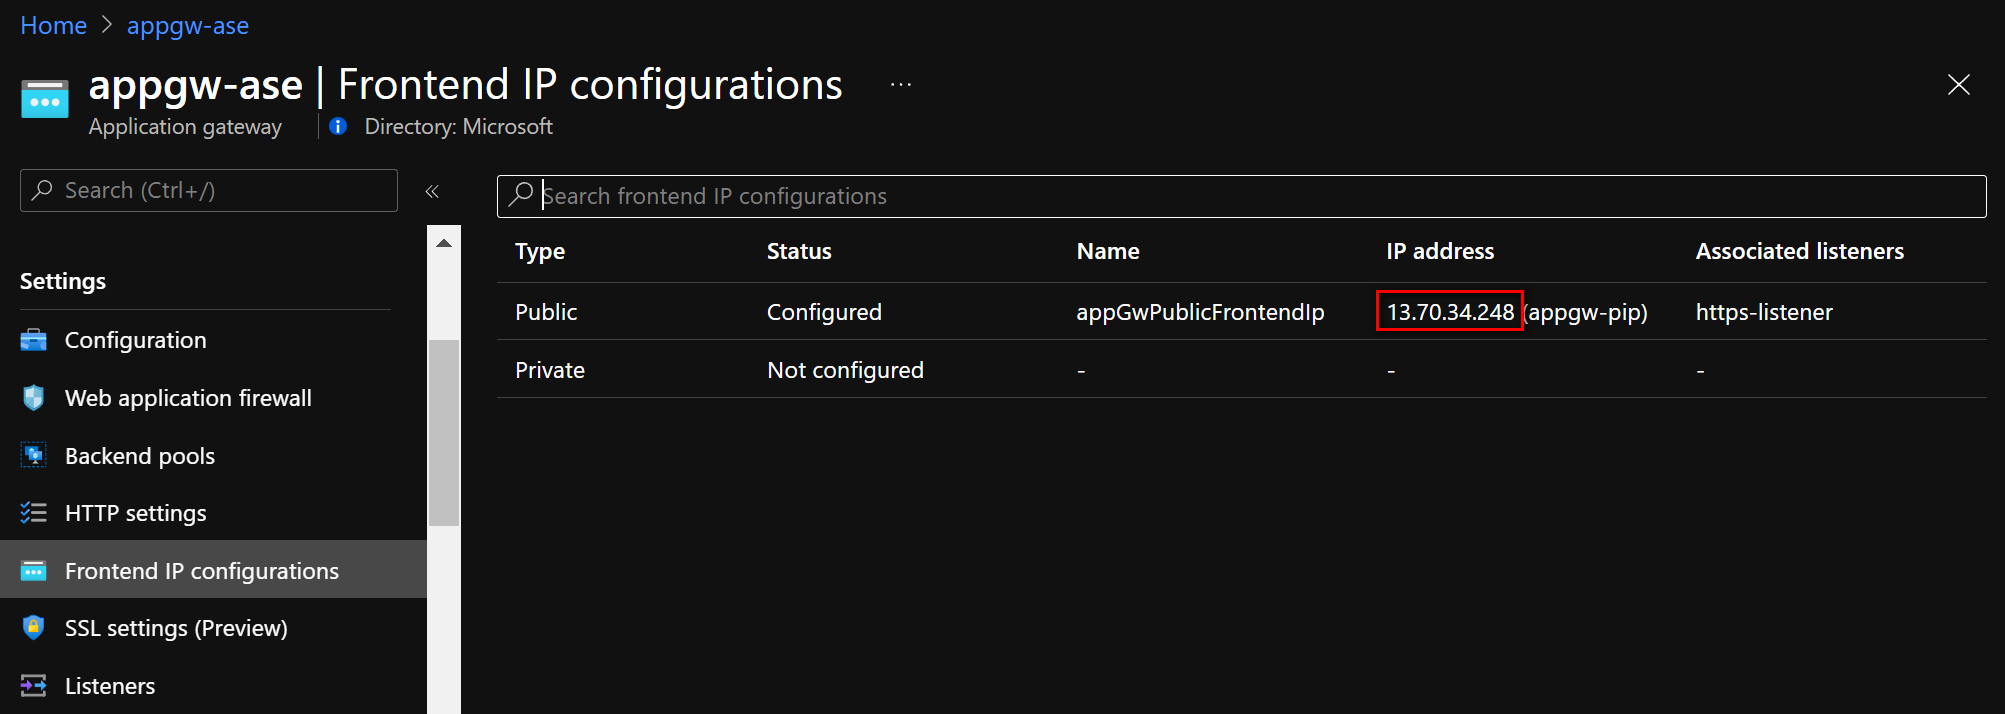 Home > appgw-ase
appgw-ase | Frontend IP configurations ...
Application gateway | Directory: Microsoft
Search (Ctrl+/) «
Search frontend IP configurations
Type Status Name IP address Associated listeners
Public Configured appGwPublicFrontendIp 13.70.34.248 (appgw-pip) https-listener
Private Not configured - - -
Settings
Configuration
Web application firewall
Backend pools
HTTP settings
Frontend IP configurations
SSL settings (Preview)
Listeners